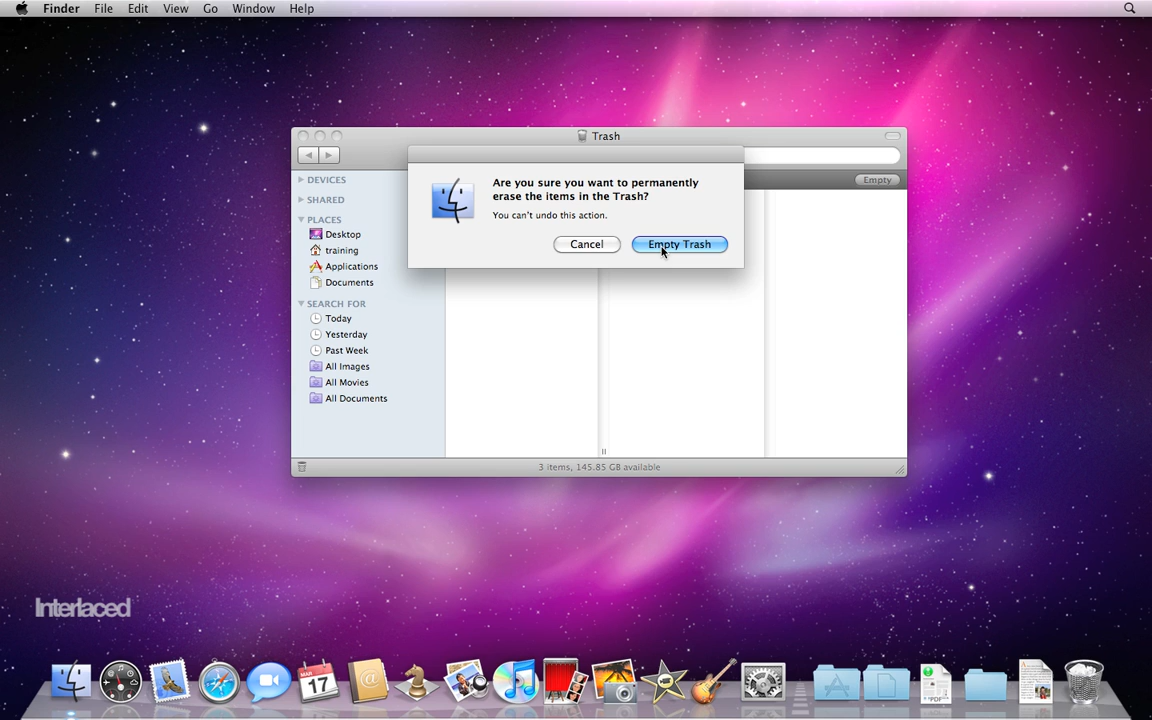 Finder File Edit View Go Window Help
Trash
Are you sure you want to permanently
erase the items in the Trash?
You can't undo this action.
Cancel Empty Trash
Empty
DEVICES
SHARED
PLACES
Desktop
training
Applications
Documents
SEARCH FOR
Today
Yesterday
Past Week
All Images
All Movies
All Documents
3 items, 145.85 GB available
Interlaced
MAR
17
@
A
PDF